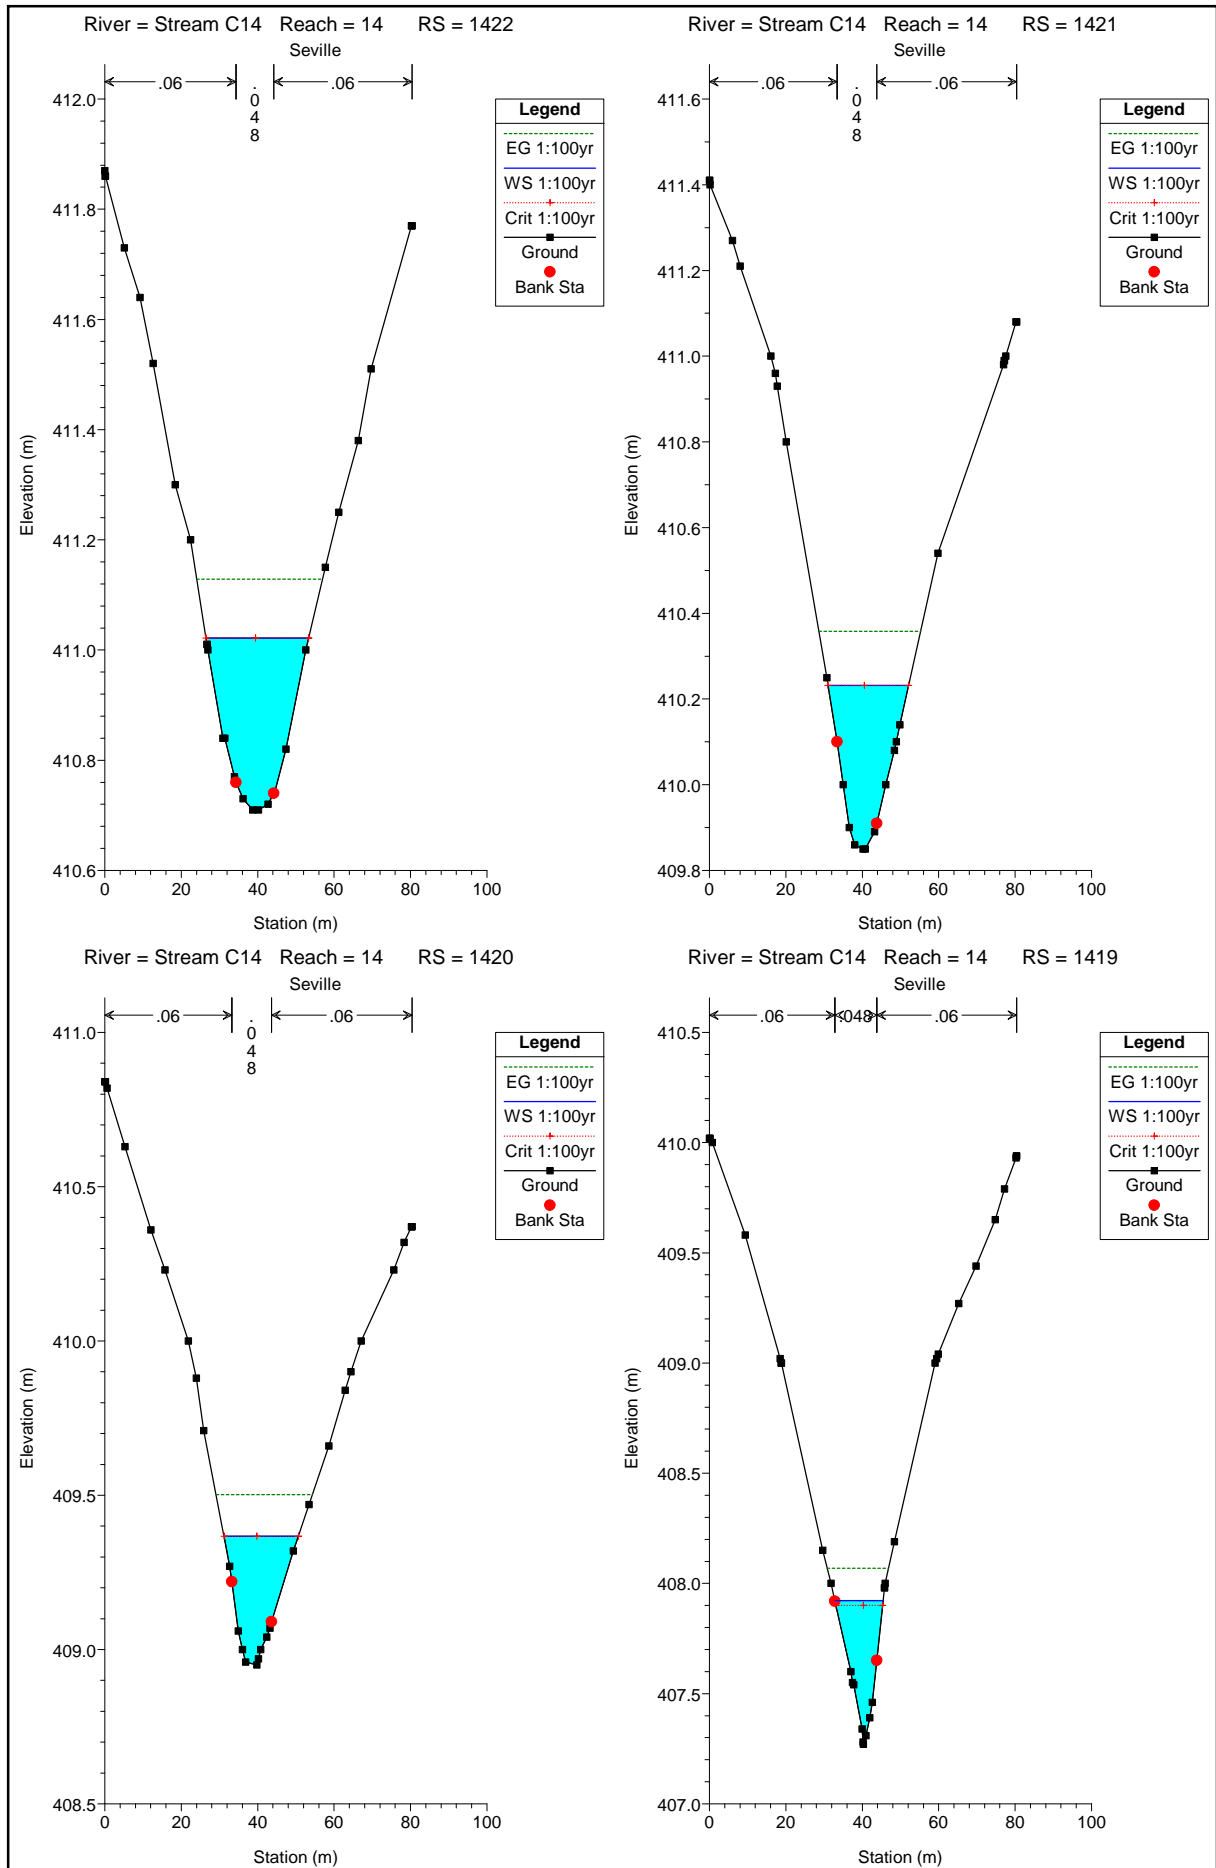 River = Stream C14 Reach = 14 RS = 1422
Seville
.06
.048
.06
Legend
EG 1:100yr
WS 1:100yr
Crit 1:100yr
Ground
Bank Sta
412.0
411.8
411.6
411.4
411.2
411.0
410.8
410.6
Elevation (m)
0 20 40 60 80 100
Station (m)
River = Stream C14 Reach = 14 RS = 1421
Seville
.06
.048
.06
Legend
EG 1:100yr
WS 1:100yr
Crit 1:100yr
Ground
Bank Sta
411.6
411.4
411.2
411.0
410.8
410.6
410.4
410.2
410.0
409.8
Elevation (m)
0 20 40 60 80 100
Station (m)
River = Stream C14 Reach = 14 RS = 1420
Seville
.06
.048
.06
Legend
EG 1:100yr
WS 1:100yr
Crit 1:100yr
Ground
Bank Sta
411.0
410.5
410.0
409.5
409.0
408.5
Elevation (m)
0 20 40 60 80 100
Station (m)
River = Stream C14 Reach = 14 RS = 1419
Seville
.06
.048
.06
Legend
EG 1:100yr
WS 1:100yr
Crit 1:100yr
Ground
Bank Sta
410.5
410.0
409.5
409.0
408.5
408.0
407.5
407.0
Elevation (m)
0 20 40 60 80 100
Station (m)